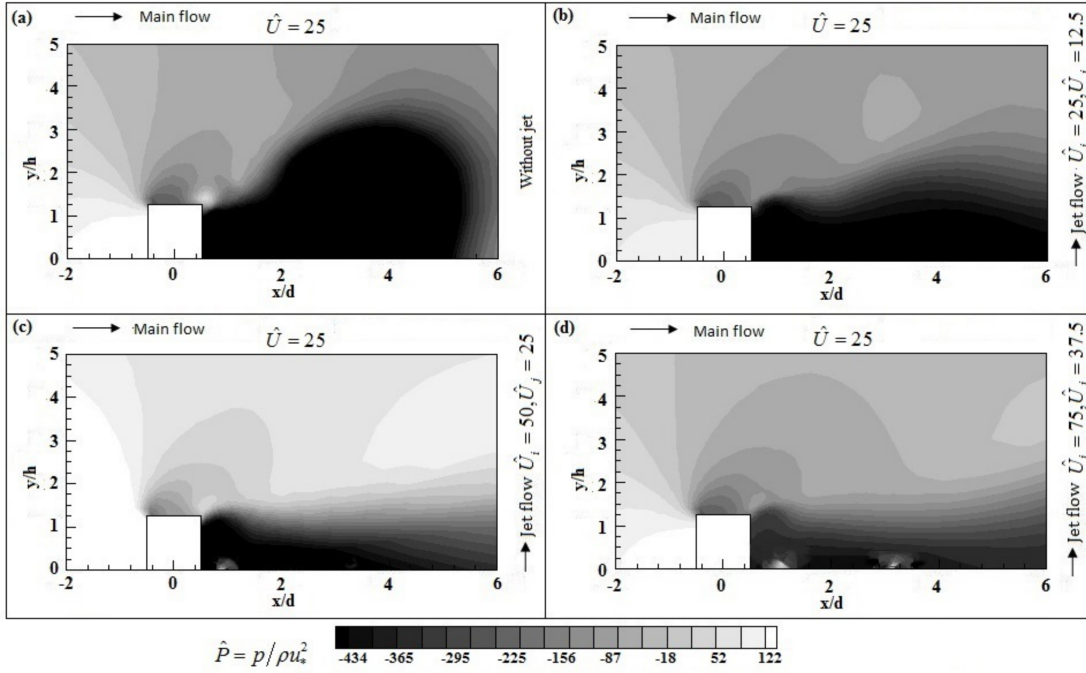 (a) → Main flow
Û = 25
5
4
3
2
1
0
y/h
-2 0 2 4 6
x/d
Without jet
(b) → Main flow
Û = 25
5
4
3
2
1
0
y/h
-2 0 2 4 6
x/d
→ Jet flow Û_i = 25, Û_j = 12.5
(c) → Main flow
Û = 25
5
4
3
2
1
0
y/h
-2 0 2 4 6
x/d
→ Jet flow Û_i = 50, Û_j = 25
(d) → Main flow
Û = 25
5
4
3
2
1
0
y/h
-2 0 2 4 6
x/d
→ Jet flow Û_i = 75, Û_j = 37.5
P̂ = p/ρu*²
-434 -365 -295 -225 -156 -87 -18 52 122